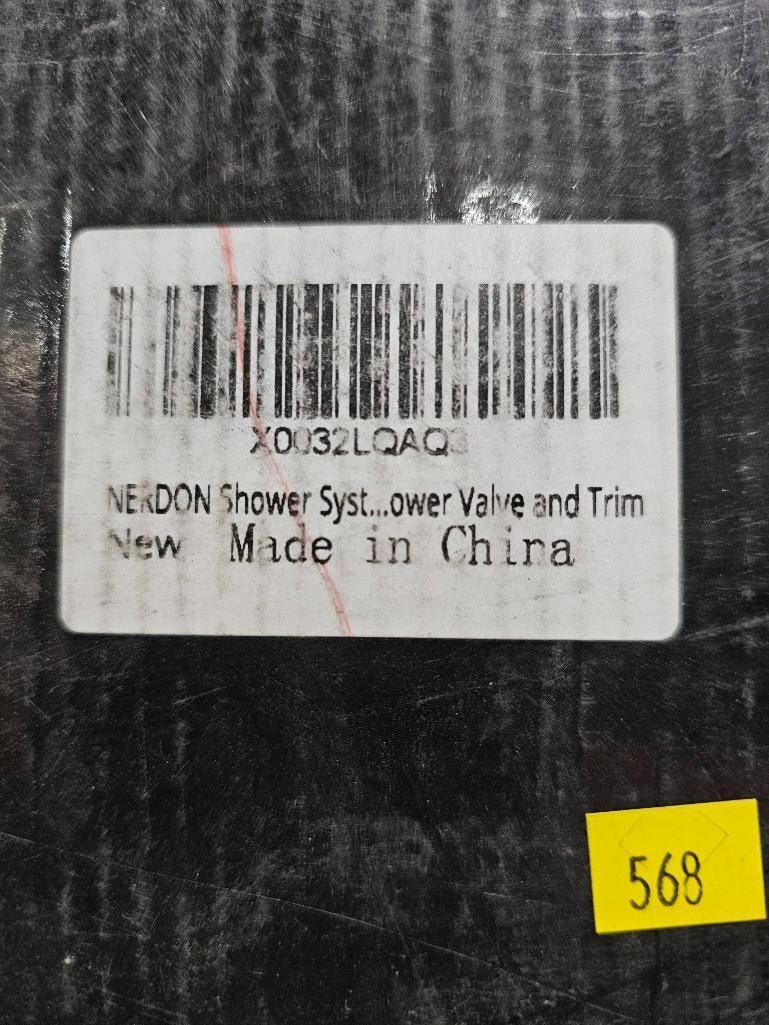 X0032LQAQ3
NERDON Shower Syst...ower Valve and Trim
New Made in China
568